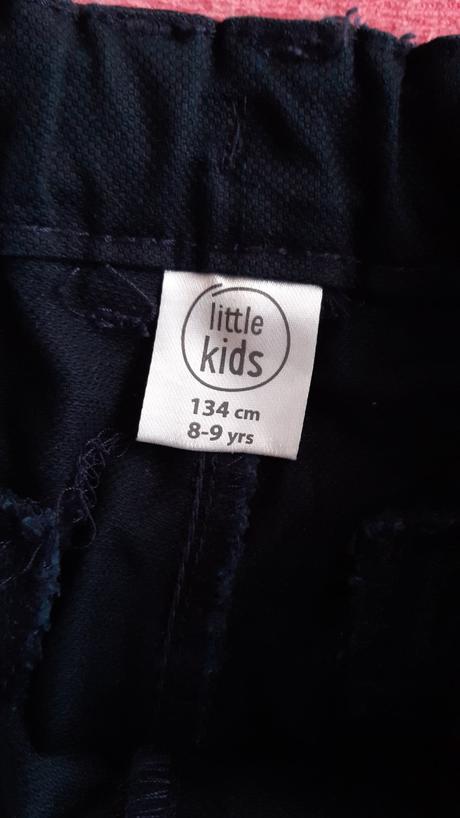 little
kids
134 cm
8-9 yrs